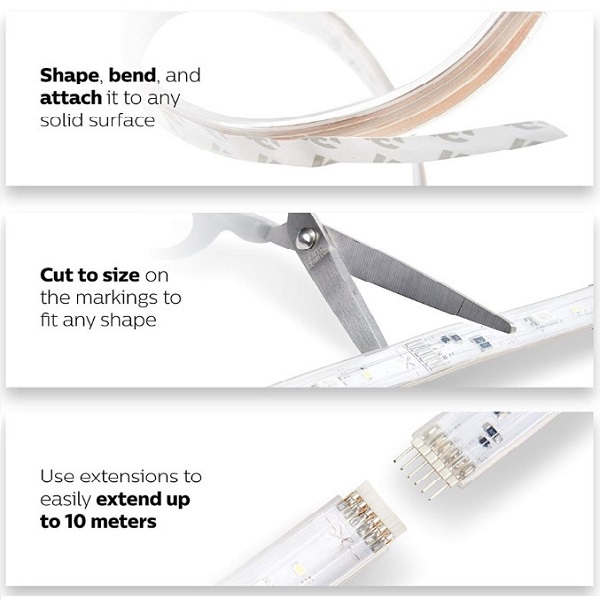 Shape, bend, and
attach it to any
solid surface
Cut to size on
the markings to
fit any shape
Use extensions to
easily extend up
to 10 meters